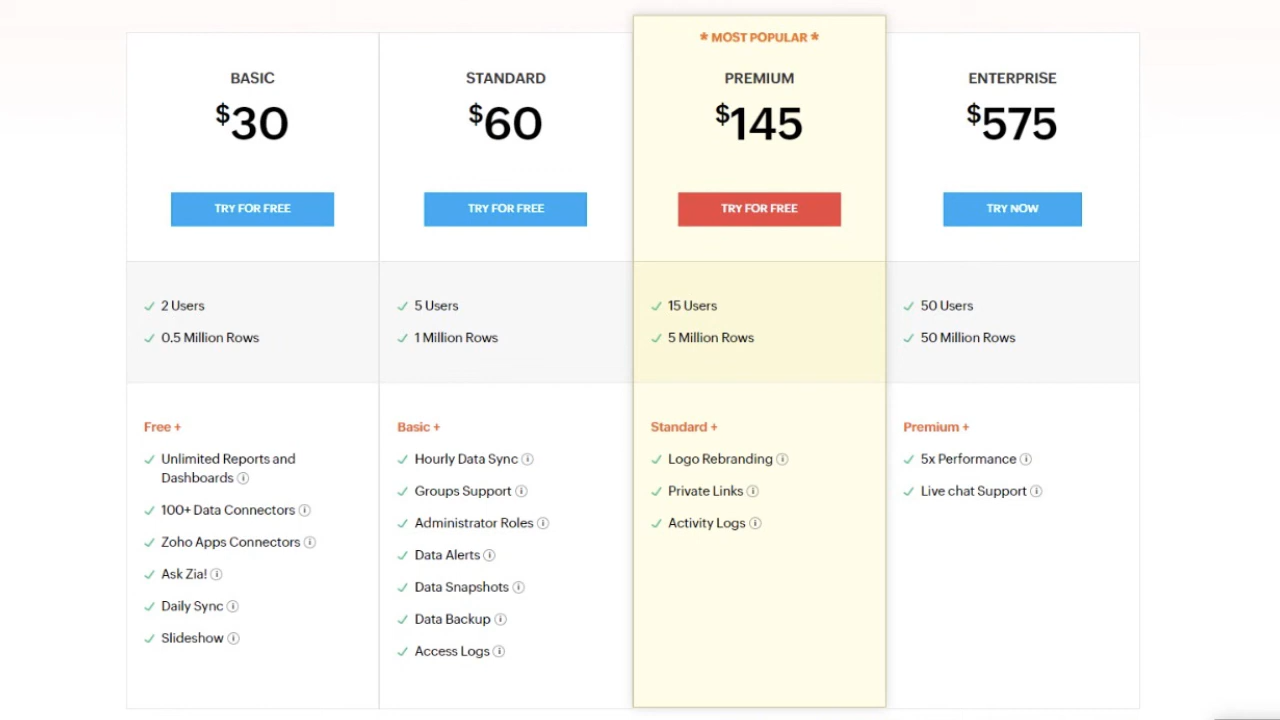 BASIC
$30
TRY FOR FREE
2 Users
0.5 Million Rows
Free +
Unlimited Reports and
Dashboards
100+ Data Connectors
Zoho Apps Connectors
Ask Zia!
Daily Sync
Slideshow
STANDARD
$60
TRY FOR FREE
5 Users
1 Million Rows
Basic +
Hourly Data Sync
Groups Support
Administrator Roles
Data Alerts
Data Snapshots
Data Backup
Access Logs
* MOST POPULAR *
PREMIUM
$145
TRY FOR FREE
15 Users
5 Million Rows
Standard +
Logo Rebranding
Private Links
Activity Logs
ENTERPRISE
$575
TRY NOW
50 Users
50 Million Rows
Premium +
5x Performance
Live chat Support